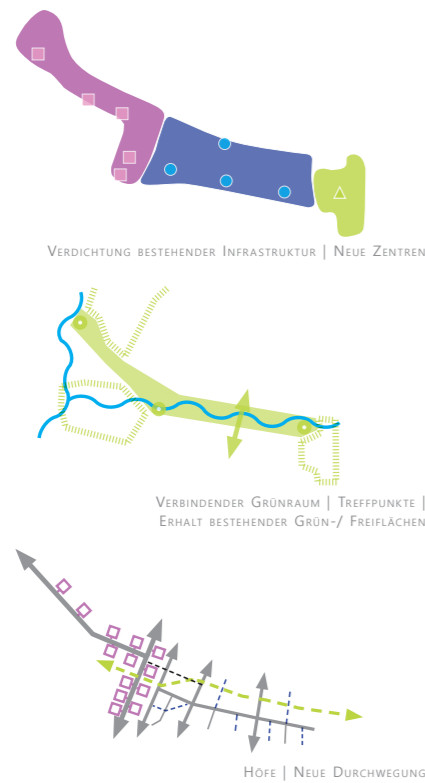 Verdichtung bestehender Infrastruktur | Neue Zentren
Verbindender Grünraum | Treffpunkte |
Erhalt bestehender Grün-/ Freiflächen
Höfe | Neue Durchwegung